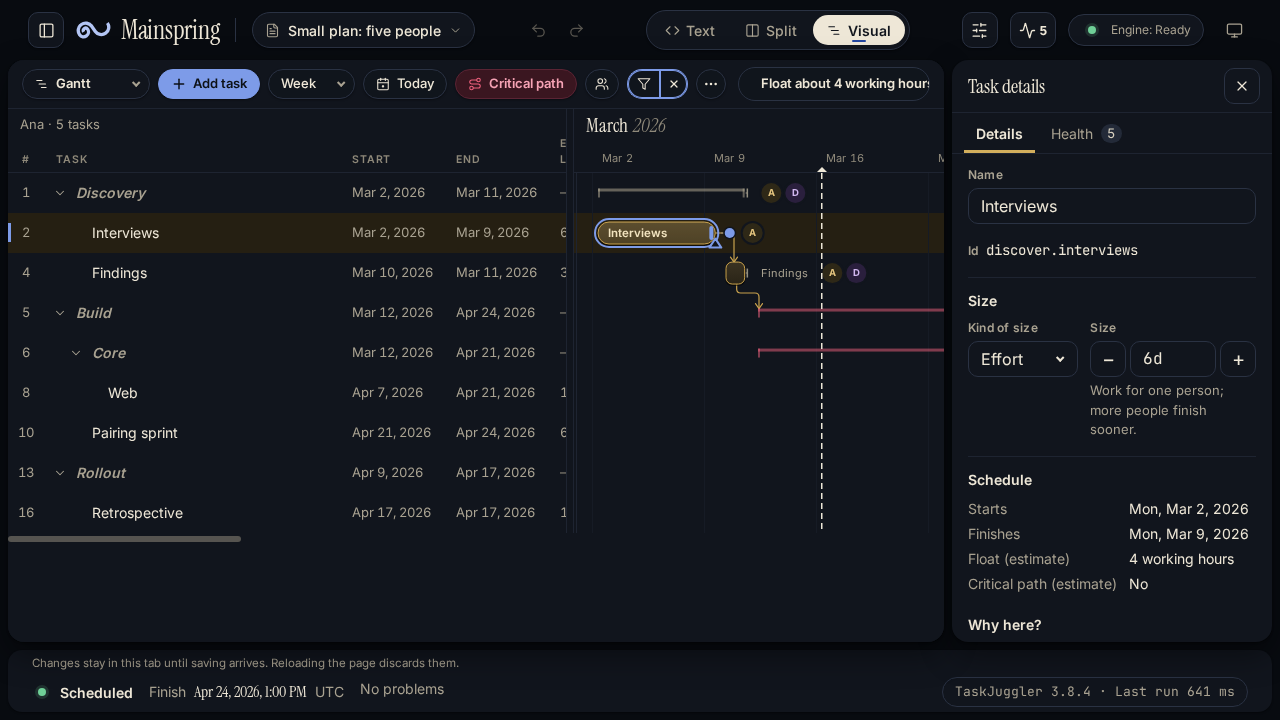 Mainspring
Small plan: five people
Text
Split
Visual
5
Engine: Ready
Gantt
Add task
Week
Today
Critical path
Float about 4 working hours
Ana · 5 tasks
# TASK START END
March 2026
Mar 2 Mar 9 Mar 16
1 Discovery Mar 2, 2026 Mar 11, 2026 A D
2 Interviews Mar 2, 2026 Mar 9, 2026 Interviews A
4 Findings Mar 10, 2026 Mar 11, 2026 Findings A D
5 Build Mar 12, 2026 Apr 24, 2026
6 Core Mar 12, 2026 Apr 21, 2026
8 Web Apr 7, 2026 Apr 21, 2026
10 Pairing sprint Apr 21, 2026 Apr 24, 2026
13 Rollout Apr 9, 2026 Apr 17, 2026
16 Retrospective Apr 17, 2026 Apr 17, 2026
Task details
Details
Health 5
Name
Interviews
Id discover.interviews
Size
Kind of size Size
Effort − 6d +
Work for one person;
more people finish
sooner.
Schedule
Starts Mon, Mar 2, 2026
Finishes Mon, Mar 9, 2026
Float (estimate) 4 working hours
Critical path (estimate) No
Why here?
Changes stay in this tab until saving arrives. Reloading the page discards them.
Scheduled Finish Apr 24, 2026, 1:00 PM UTC No problems
TaskJuggler 3.8.4 · Last run 641 ms